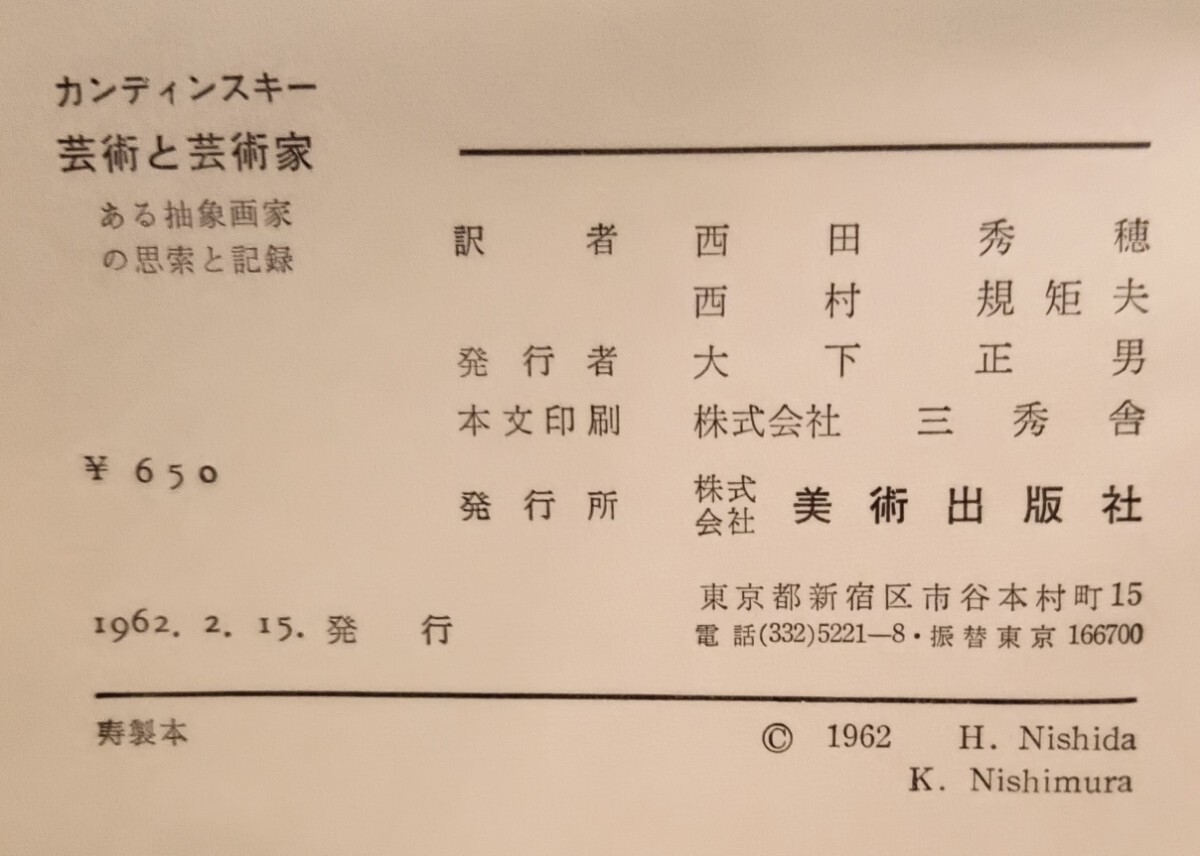 カンディンスキー
芸術と芸術家
ある抽象画家
の思索と記録
¥ 650
1962. 2. 15. 発 行
訳 者 西 田 秀 穂
西 村 規 矩 夫
発 行 者 大 下 正 男
本文印刷 株式会社 三 秀 舎
発 行 所 株式会社 美 術 出 版 社
東京都新宿区市谷本村町15
電 話(332)5221—8・振替東京 166700
寿製本
© 1962 H. Nishida
K. Nishimura